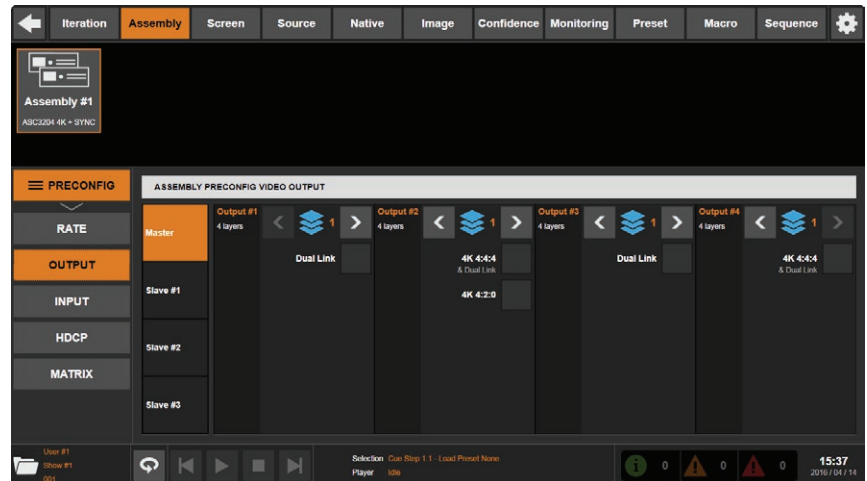 Iteration Assembly Screen Source Native Image Confidence Monitoring Preset Macro Sequence
Assembly #1
ASC3204 4K + SYNC
PRECONFIG
ASSEMBLY PRECONFIG VIDEO OUTPUT
RATE
OUTPUT
INPUT
HDCP
MATRIX
Master
Slave #1
Slave #2
Slave #3
Output #1
4 layers
1
Dual Link
Output #2
4 layers
1
4K 4:4:4
& Dual Link
4K 4:2:0
Output #3
4 layers
1
Dual Link
Output #4
4 layers
1
4K 4:4:4
& Dual Link
User #1
Show #1
001
Selection Cue Step 1.1 - Load Preset None
Player Idle
0 0 0
15:37
2016 / 04 / 14